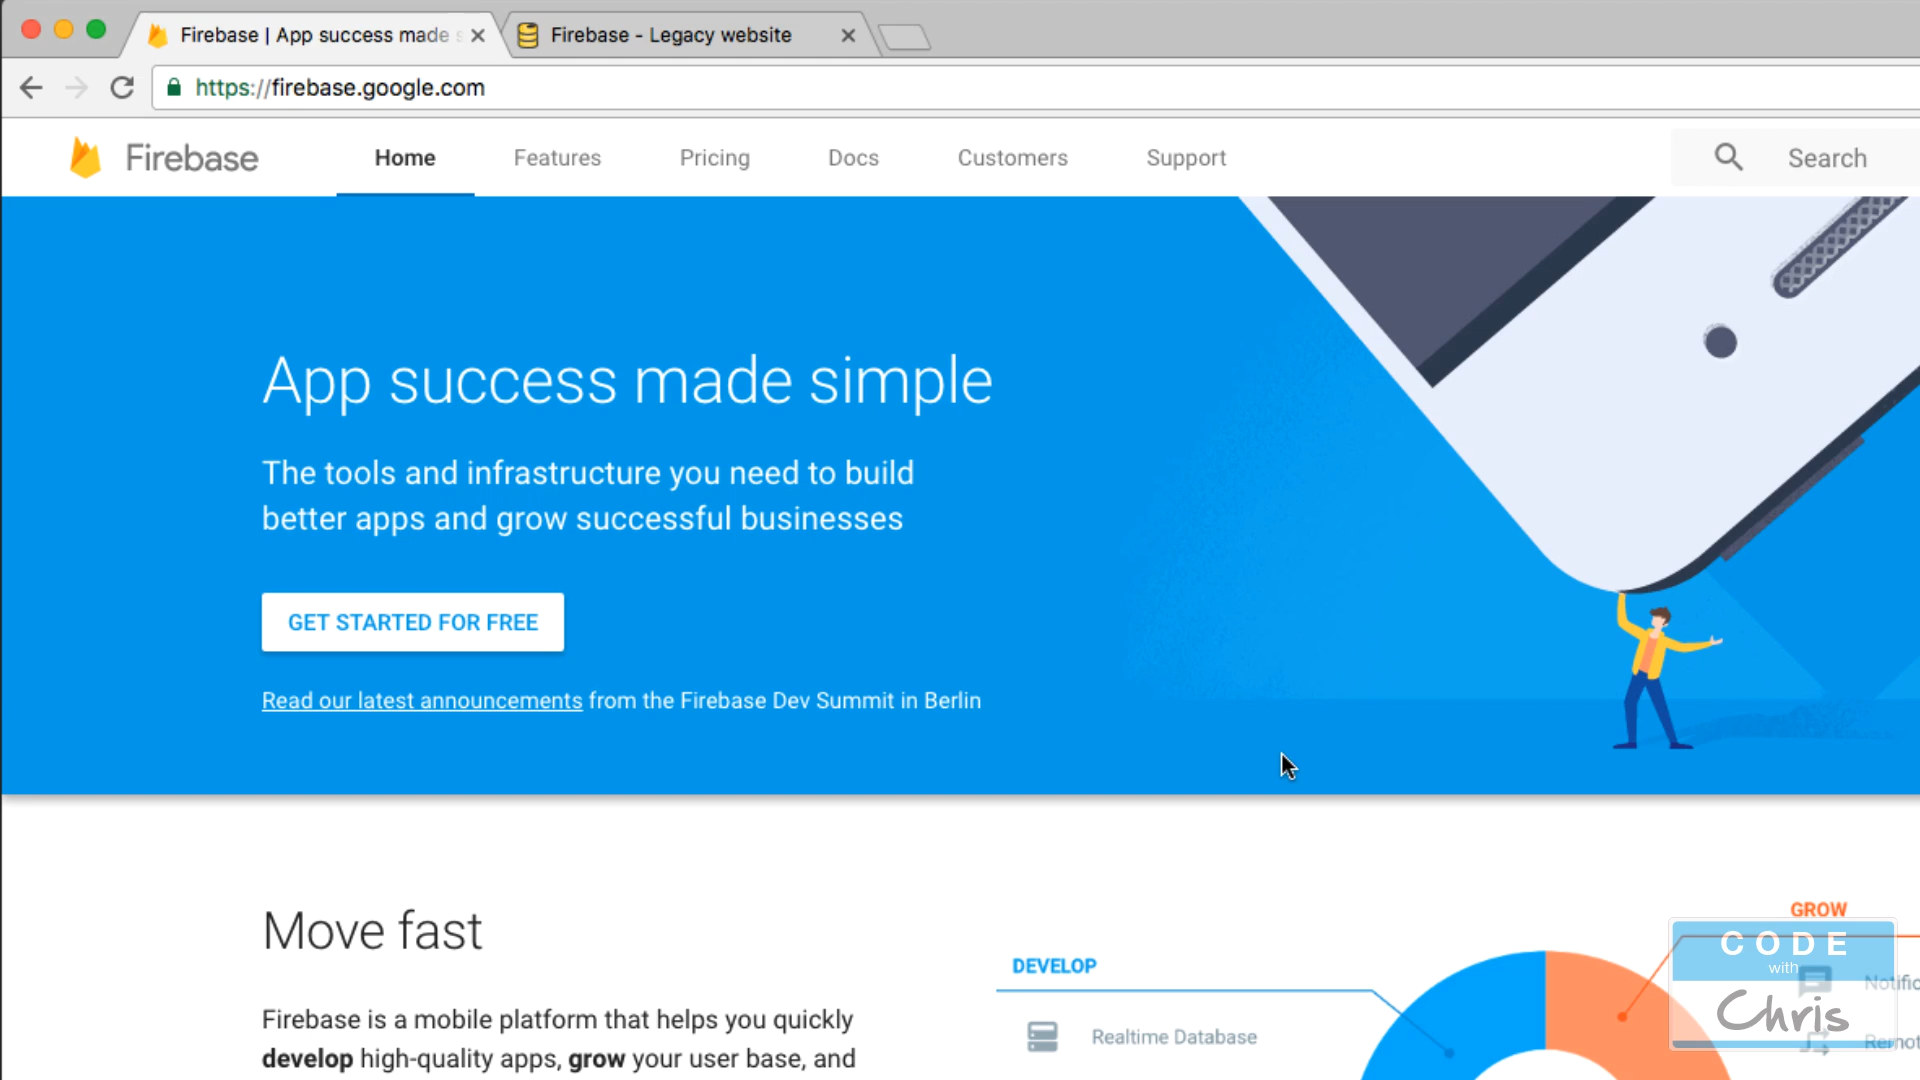 Firebase | App success made s
Firebase - Legacy website
https://firebase.google.com
Firebase
Home
Features
Pricing
Docs
Customers
Support
Search
App success made simple
The tools and infrastructure you need to build
better apps and grow successful businesses
GET STARTED FOR FREE
Read our latest announcements from the Firebase Dev Summit in Berlin
Move fast
Firebase is a mobile platform that helps you quickly
develop high-quality apps, grow your user base, and
DEVELOP
Realtime Database
GROW
Notific
Remot
CODE
with
Chris